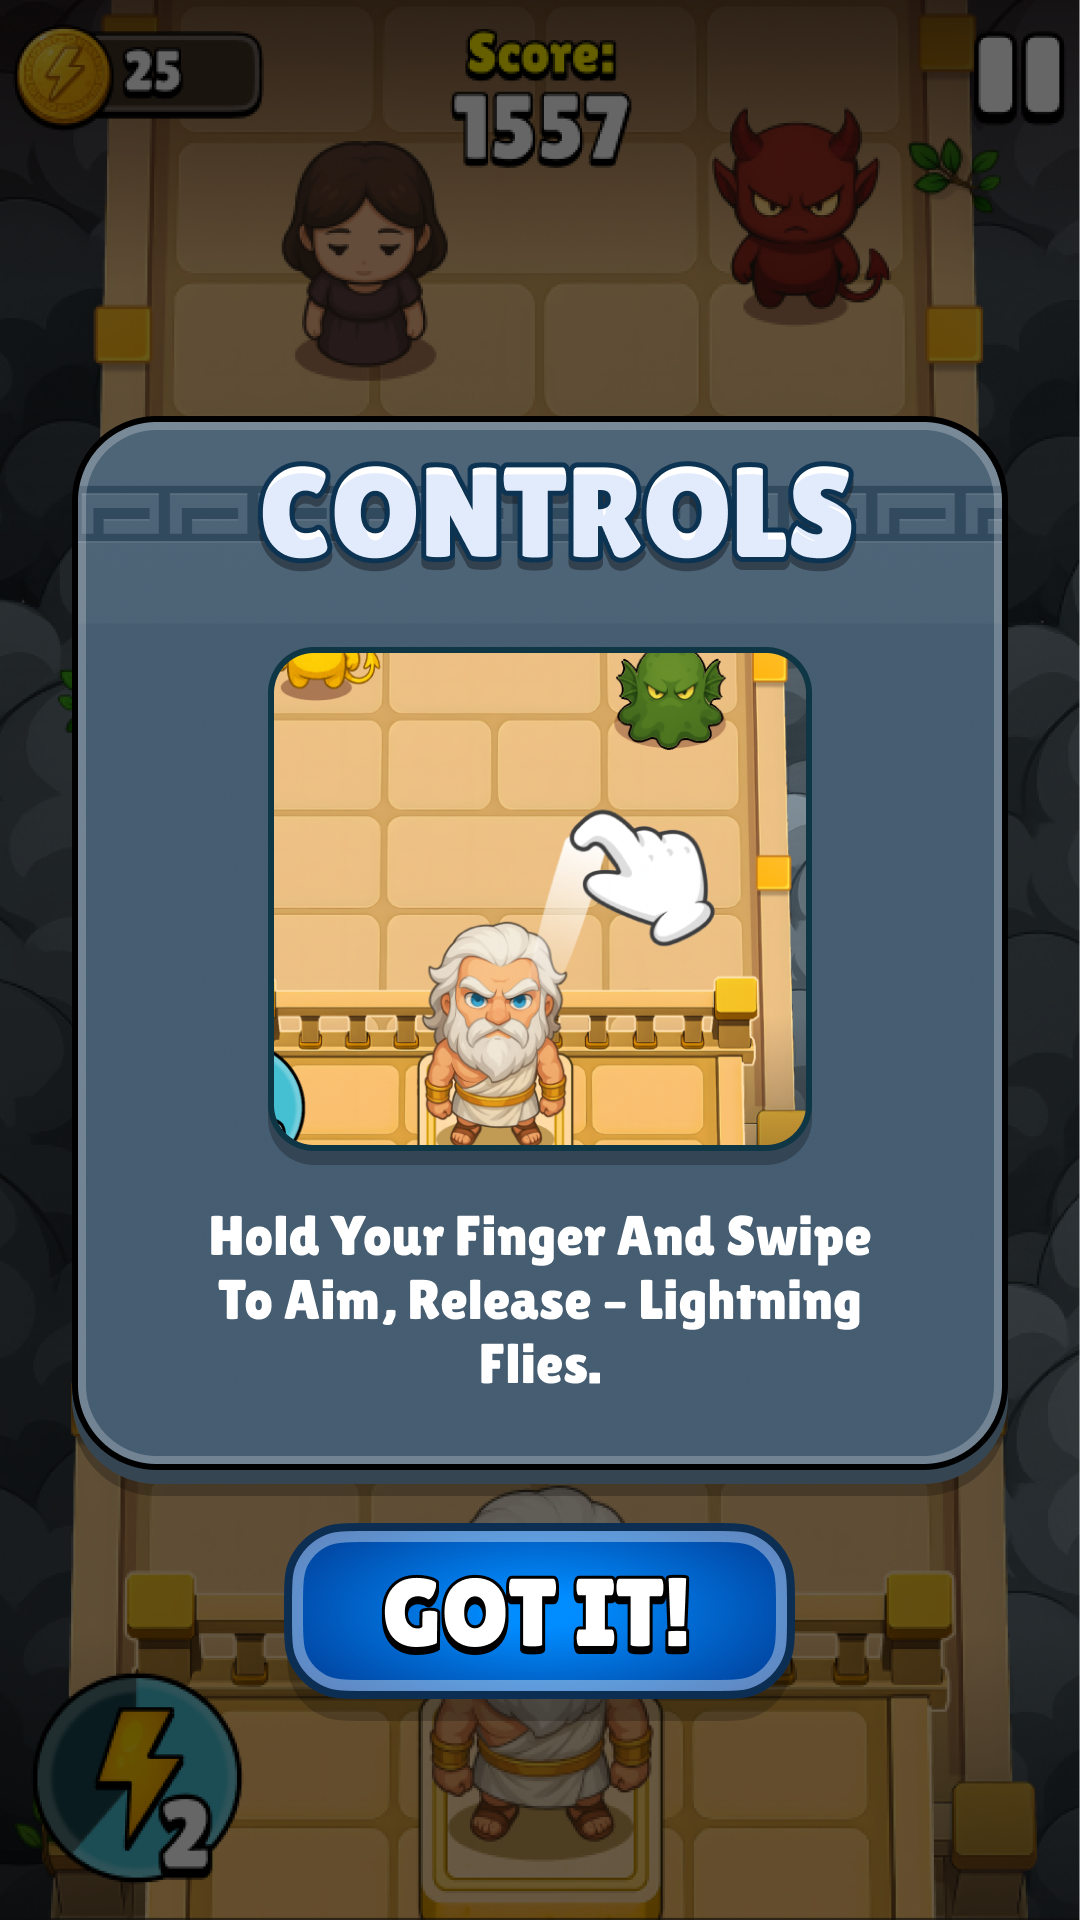 25
Score:
1557
CONTROLS
Hold Your Finger And Swipe
To Aim, Release – Lightning
Flies.
GOT IT!
2